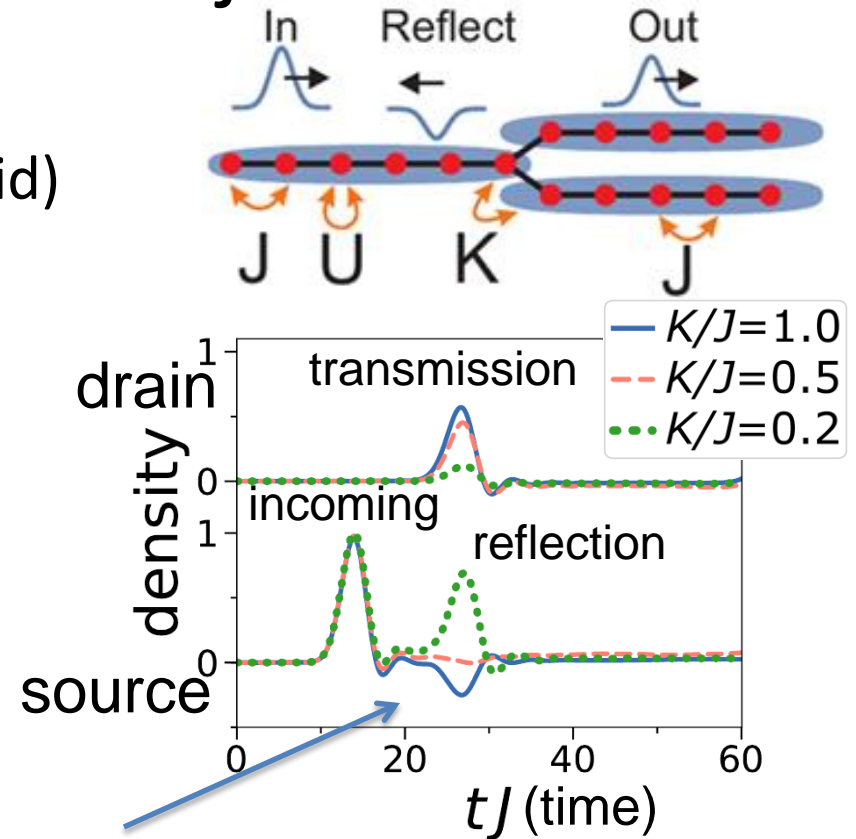 In Reflect Out
id)
J U K J
K/J=1.0
K/J=0.5
K/J=0.2
drain
transmission
incoming
reflection
source
density
1
0
1
0
0 20 40 60
tJ (time)